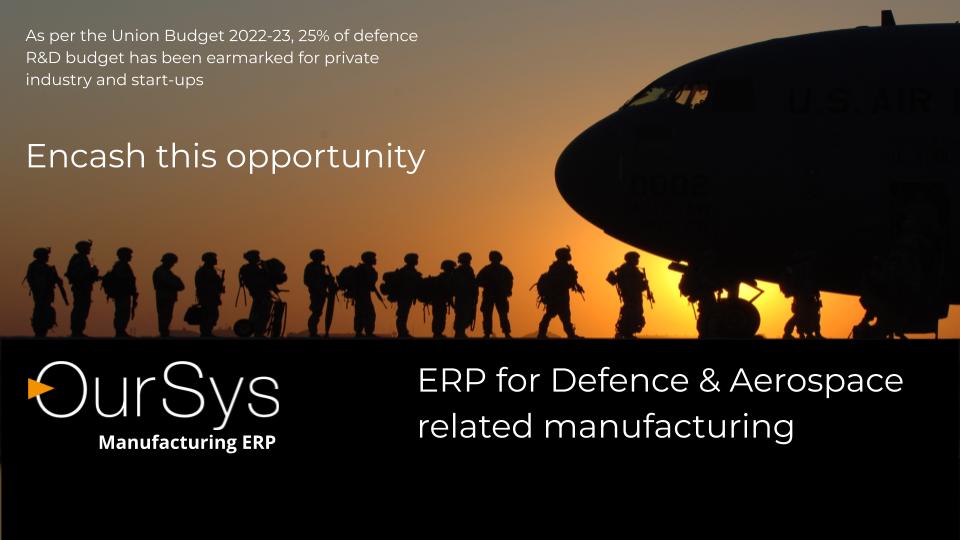 As per the Union Budget 2022-23, 25% of defence
R&D budget has been earmarked for private
industry and start-ups
Encash this opportunity
U.S. AIR
0002
OurSys
Manufacturing ERP
ERP for Defence & Aerospace
related manufacturing